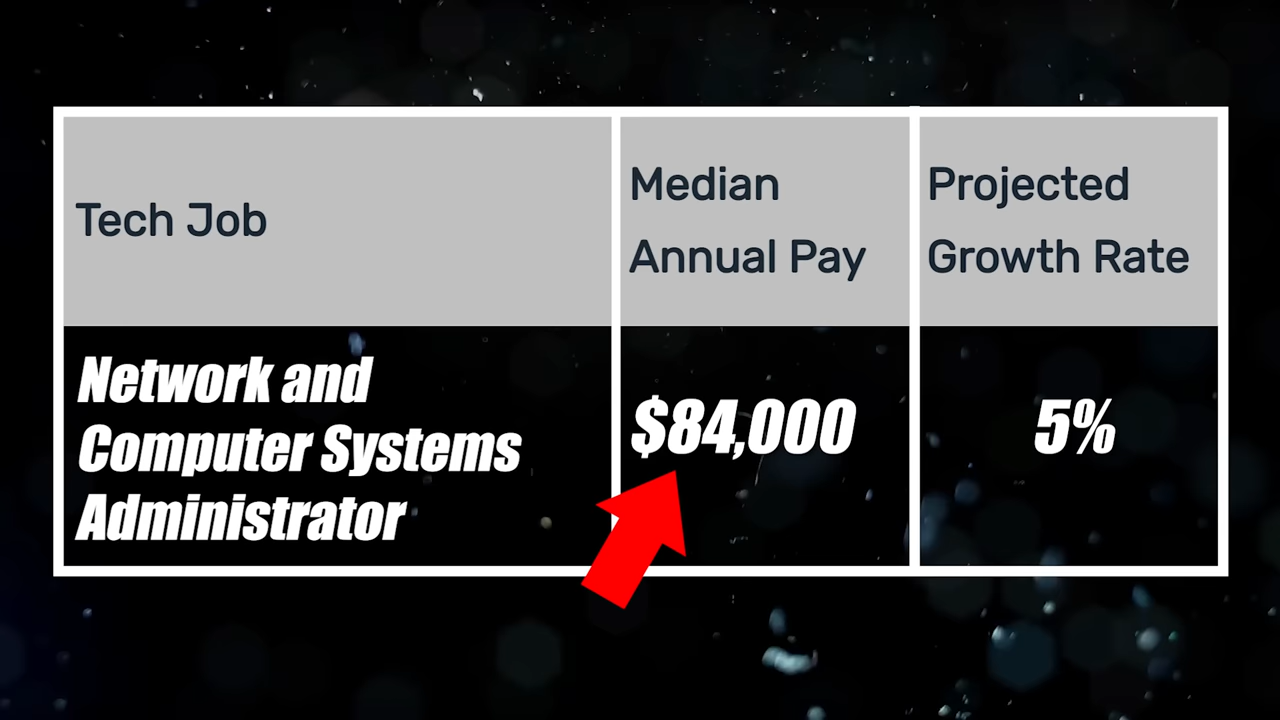 Tech Job
Median
Annual Pay
Projected
Growth Rate
Network and
Computer Systems
Administrator
$84,000
5%